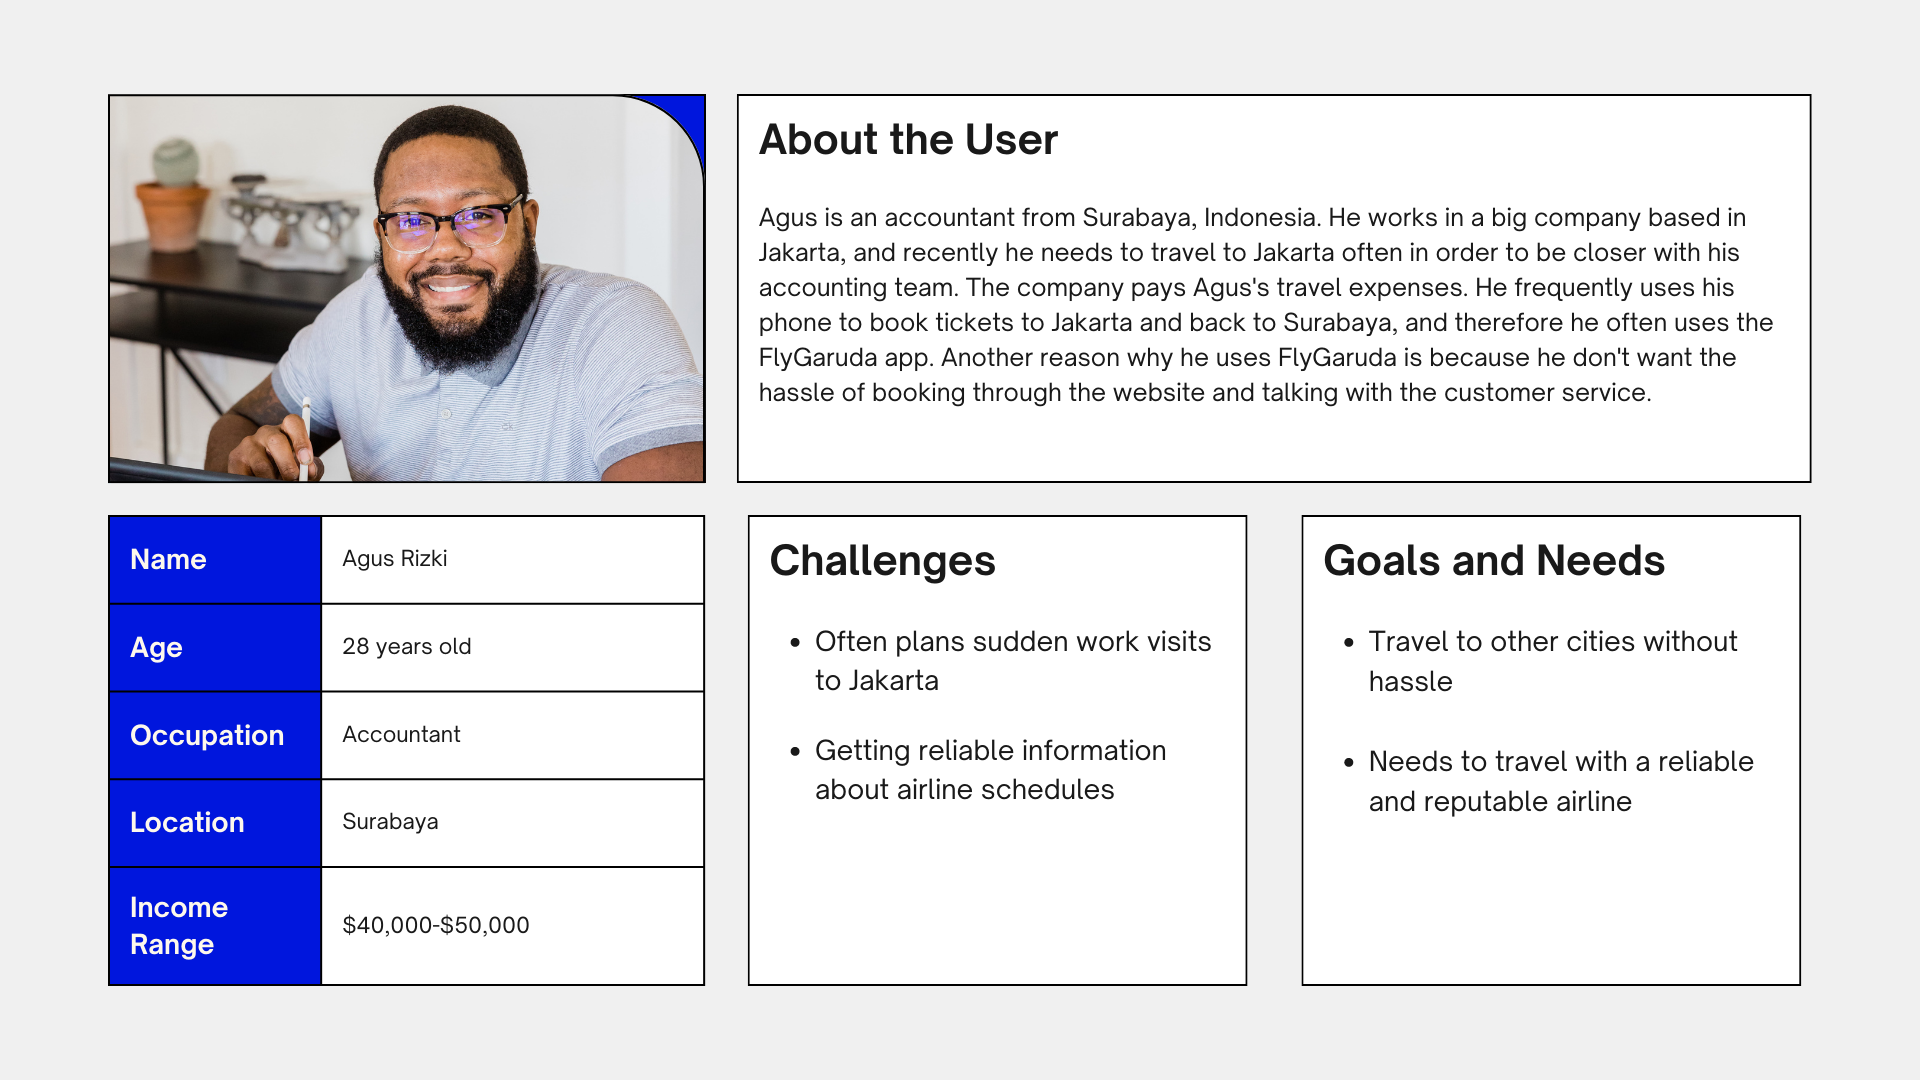 About the User
Agus is an accountant from Surabaya, Indonesia. He works in a big company based in
Jakarta, and recently he needs to travel to Jakarta often in order to be closer with his
accounting team. The company pays Agus's travel expenses. He frequently uses his
phone to book tickets to Jakarta and back to Surabaya, and therefore he often uses the
FlyGaruda app. Another reason why he uses FlyGaruda is because he don't want the
hassle of booking through the website and talking with the customer service.
Name
Agus Rizki
Age
28 years old
Occupation
Accountant
Location
Surabaya
Income
Range
$40,000-$50,000
Challenges
• Often plans sudden work visits
to Jakarta
• Getting reliable information
about airline schedules
Goals and Needs
• Travel to other cities without
hassle
• Needs to travel with a reliable
and reputable airline